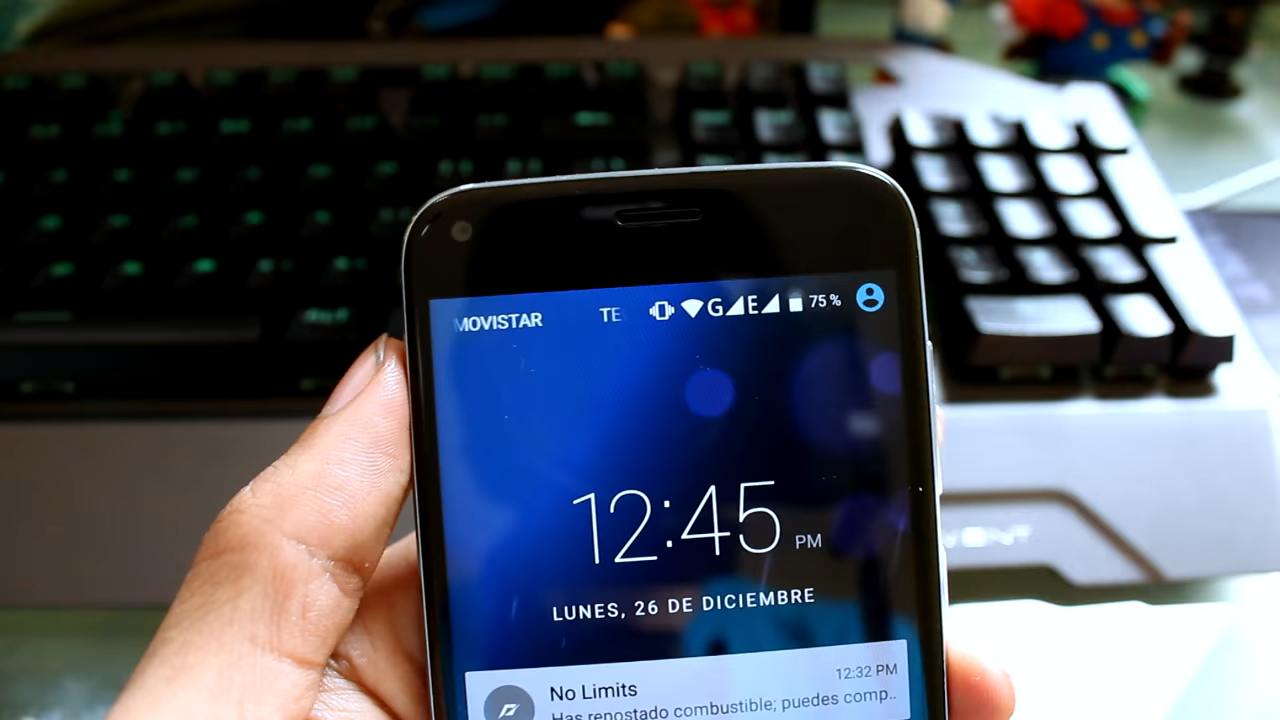 MOVISTAR TE G E 75 %
12:45 PM
LUNES, 26 DE DICIEMBRE
No Limits 12:32 PM
Has repostado combustible; puedes comp..